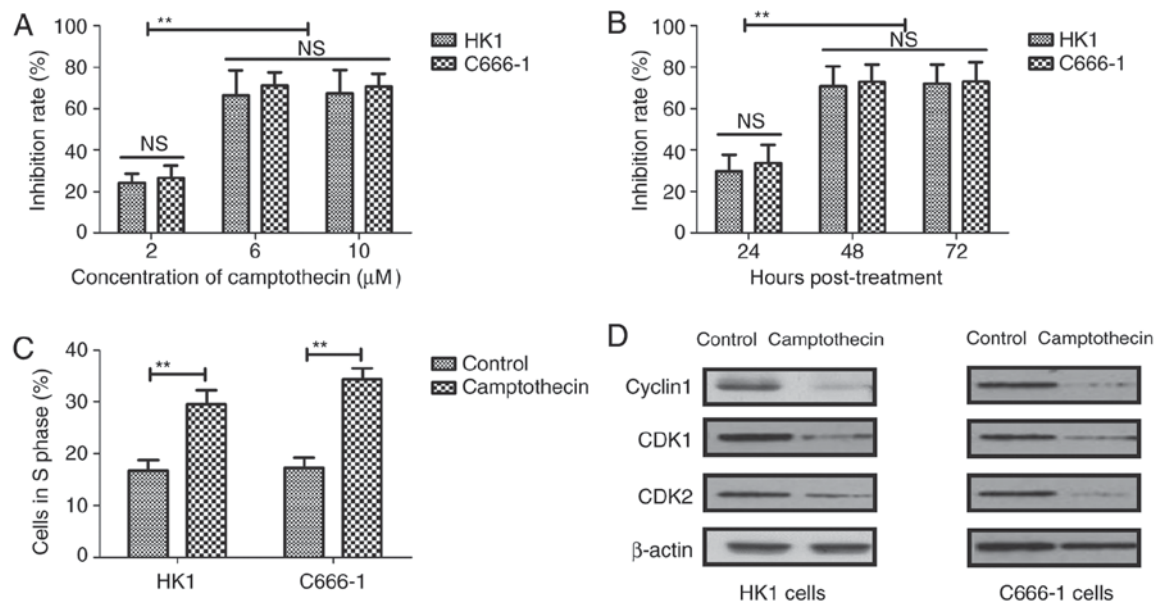 A
100
80
60
40
20
0
Inhibition rate (%)
**
NS
NS
HK1
C666-1
2 6 10
Concentration of camptothecin (μM)
B
100
80
60
40
20
0
Inhibition rate (%)
**
NS
NS
HK1
C666-1
24 48 72
Hours post-treatment
C
40
30
20
10
0
Cells in S phase (%)
** **
Control
Camptothecin
HK1 C666-1
D
Control Camptothecin Control Camptothecin
Cyclin1
CDK1
CDK2
β-actin
HK1 cells C666-1 cells